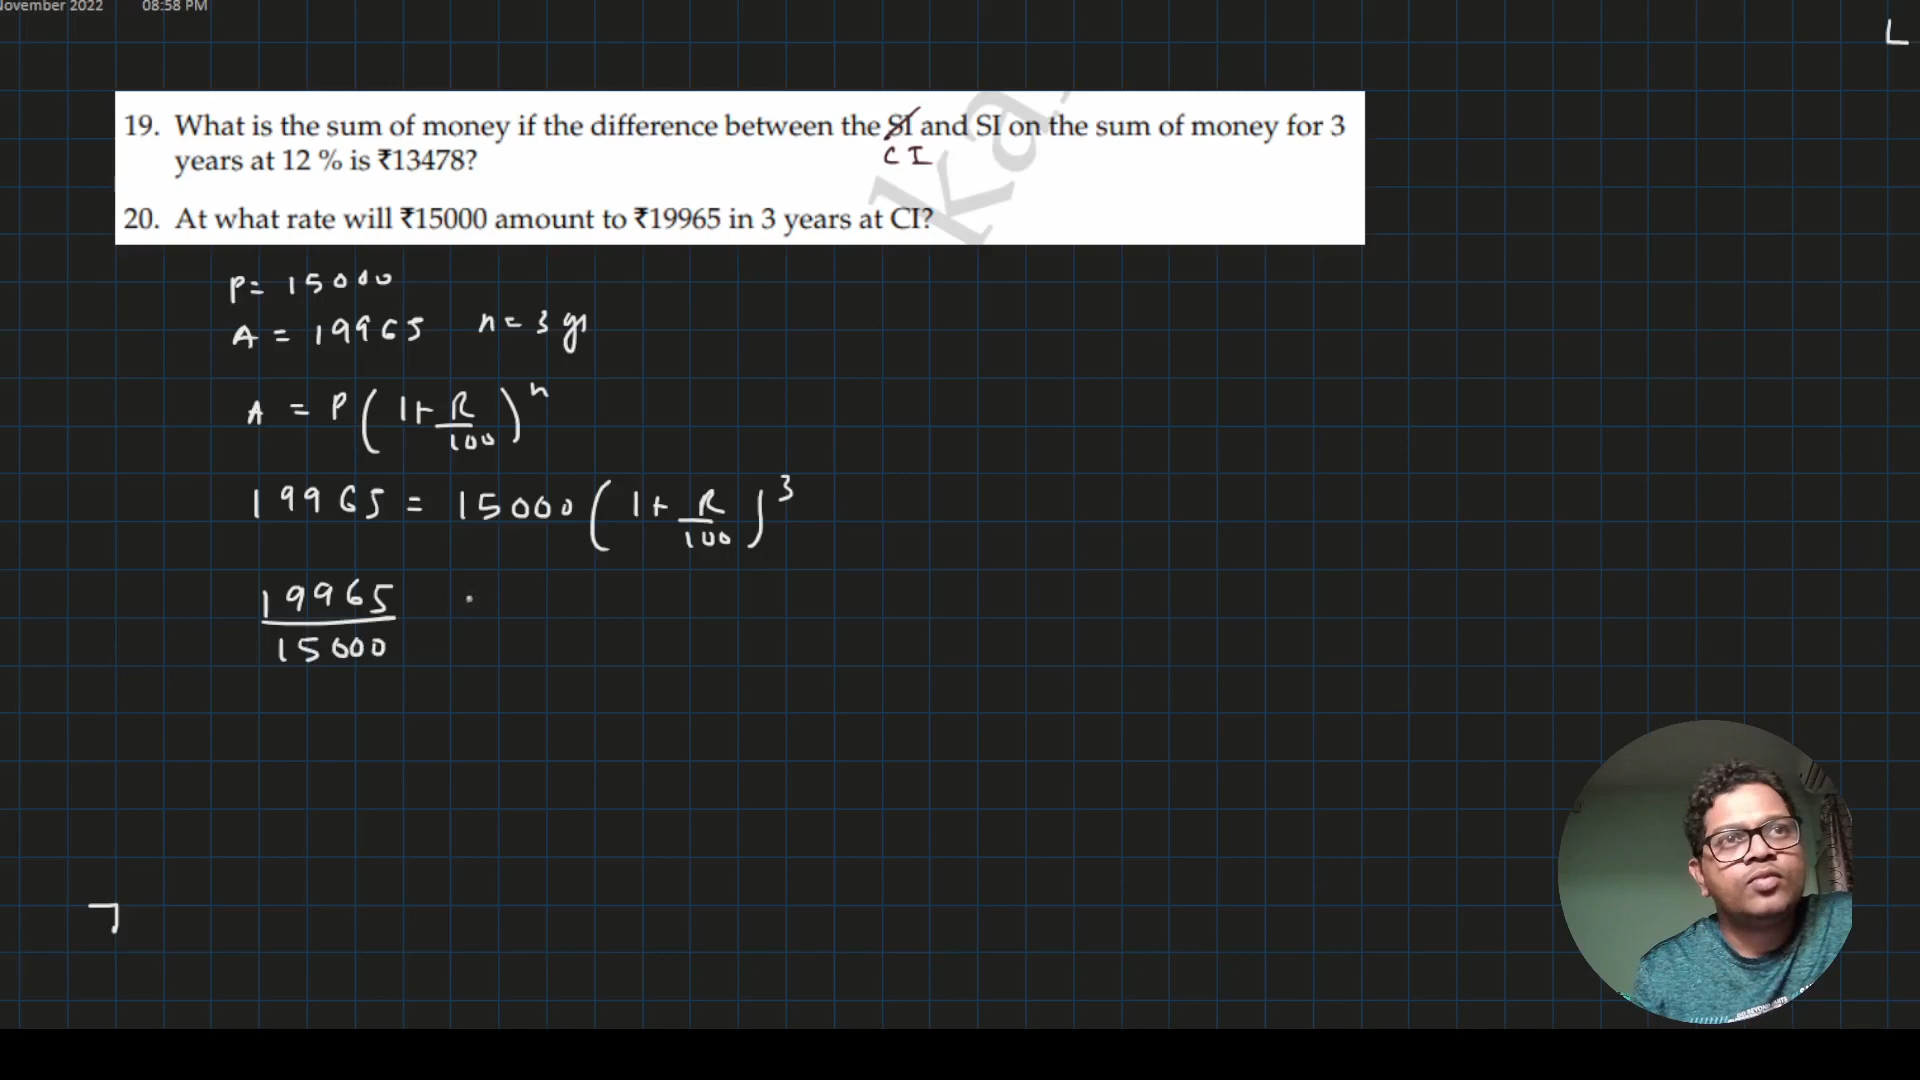 November 2022 08:58 PM
L
19. What is the sum of money if the difference between the SI and SI on the sum of money for 3
CI
years at 12 % is ₹13478?
20. At what rate will ₹15000 amount to ₹19965 in 3 years at CI?
P = 15000
A = 19965 n = 3 yr
A = P(1+R/100)^n
19965 = 15000(1+R/100)^3
19965
15000